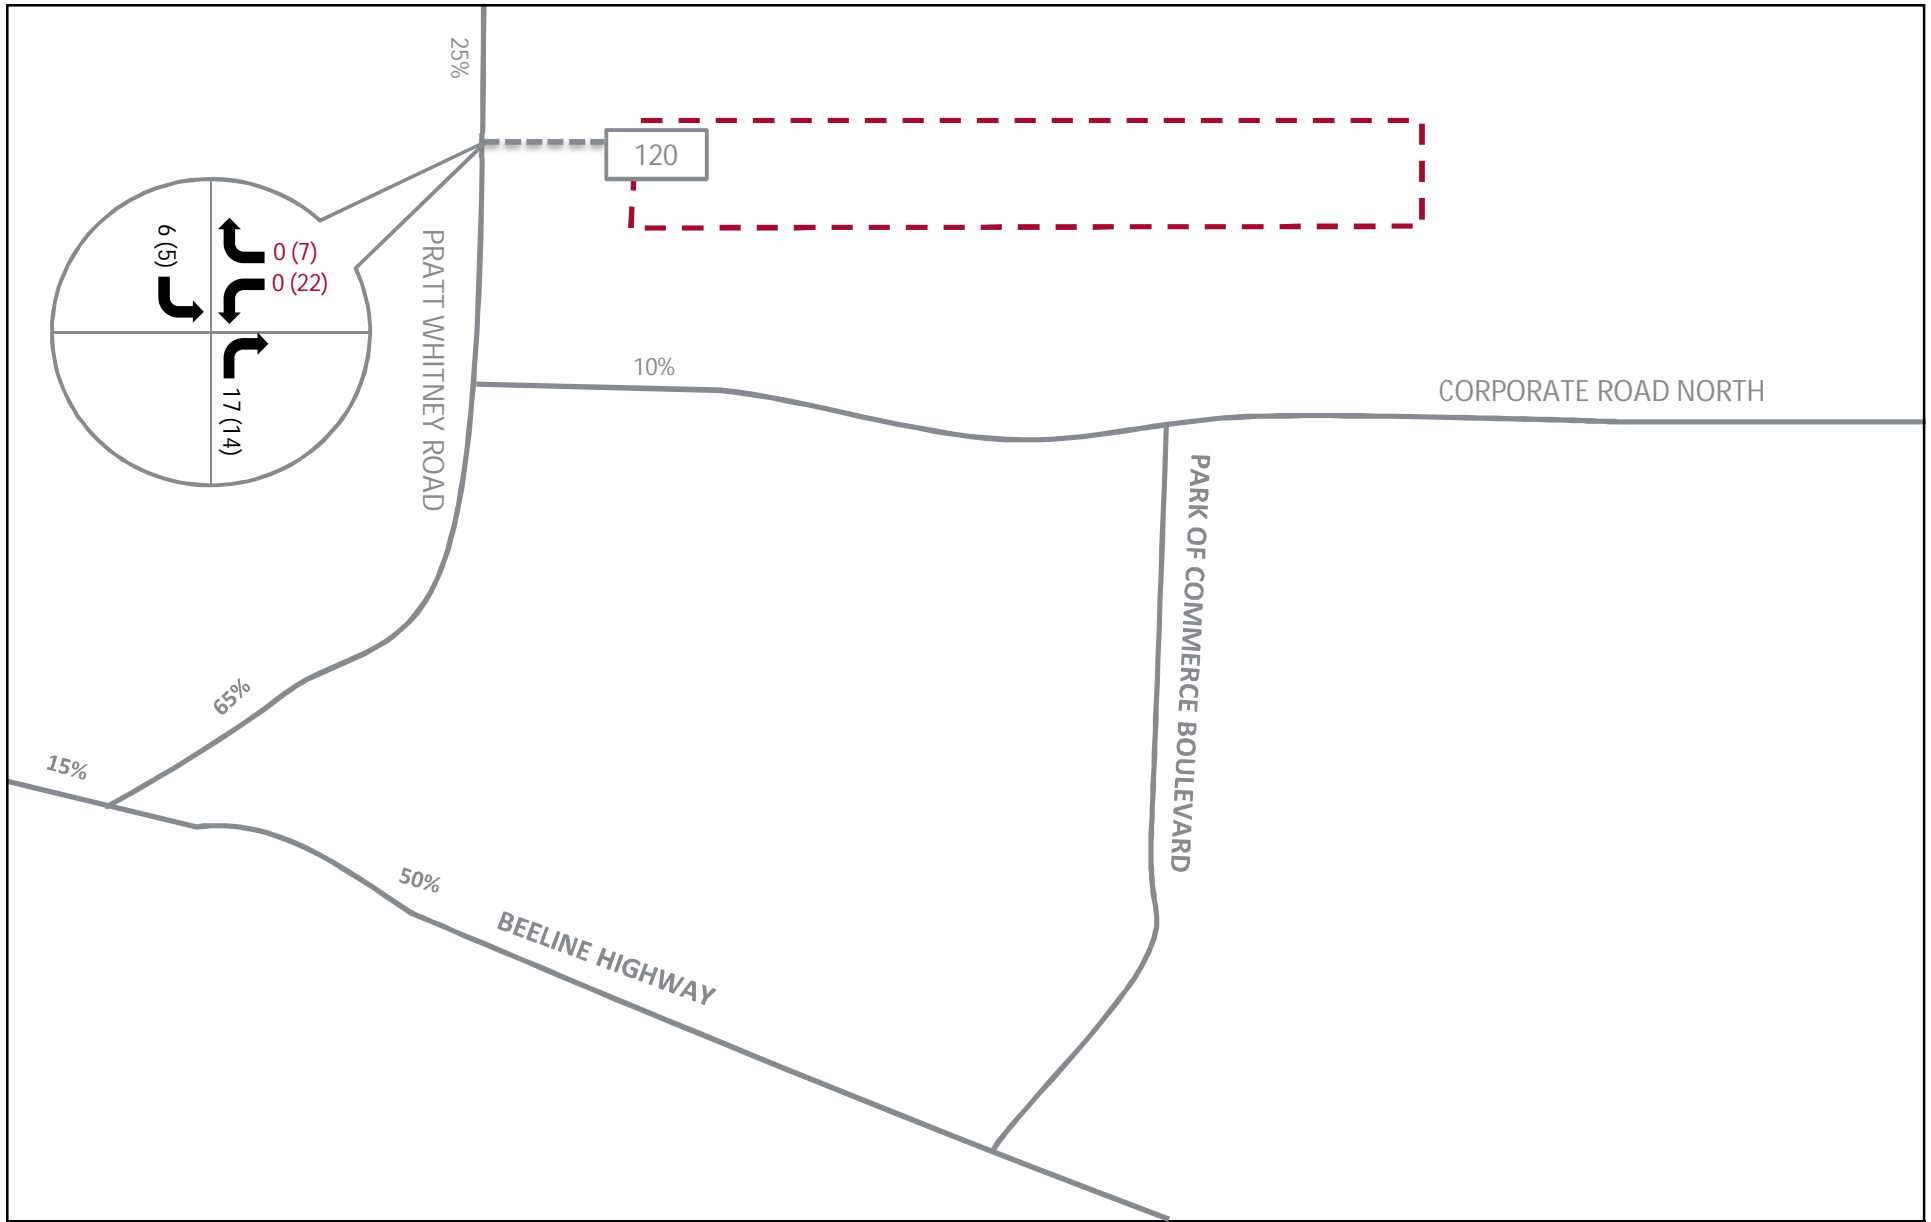 25%
120
6 (5)
0 (7)
0 (22)
17 (14)
PRATT WHITNEY ROAD
10%
CORPORATE ROAD NORTH
PARK OF COMMERCE BOULEVARD
65%
15%
50%
BEELINE HIGHWAY